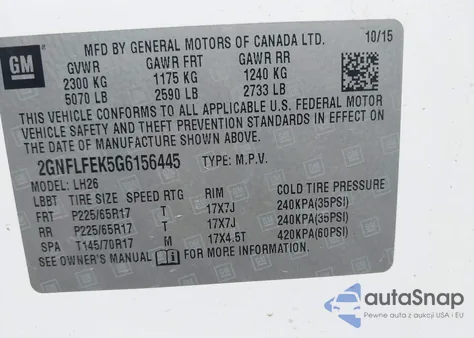 GM
10/15
MFD BY GENERAL MOTORS OF CANADA LTD.
GVWR GAWR FRT GAWR RR
2300 KG 1175 KG 1240 KG
5070 LB 2590 LB 2733 LB
THIS VEHICLE CONFORMS TO ALL APPLICABLE U.S. FEDERAL MOTOR
VEHICLE SAFETY AND THEFT PREVENTION STANDARDS IN EFFECT ON
THE DATE OF MANUFACTURE SHOWN ABOVE.
2GNFLFEK5G6156445 TYPE: M.P.V.
MODEL: LH26
LBBT TIRE SIZE SPEED RTG RIM COLD TIRE PRESSURE
FRT P225/65R17 T 17X7J 240KPA(35PSI)
RR P225/65R17 T 17X7J 240KPA(35PSI)
SPA T145/70R17 M 17X4.5T 420KPA(60PSI)
SEE OWNER'S MANUAL FOR MORE INFORMATION.
autoSnap
Pewne auta z USA i EU